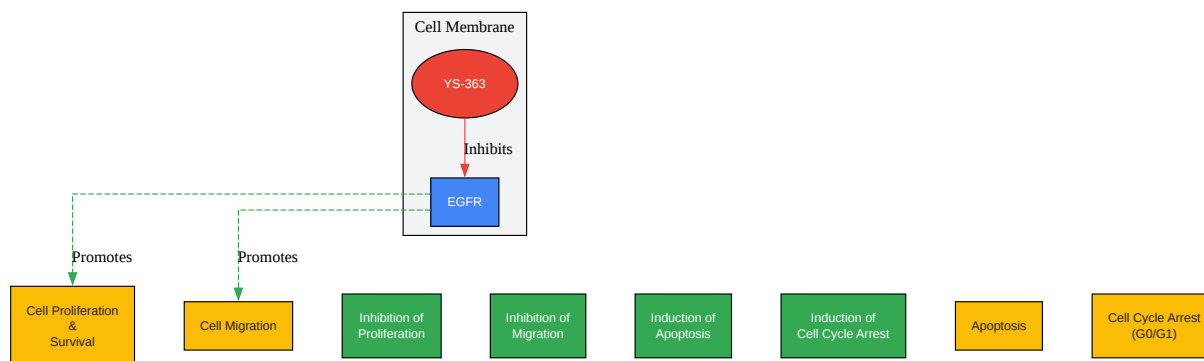 Cell Membrane
YS-363
Inhibits
EGFR
Promotes
Promotes
Cell Proliferation
&
Survival
Cell Migration
Inhibition of
Proliferation
Inhibition of
Migration
Induction of
Apoptosis
Induction of
Cell Cycle Arrest
Apoptosis
Cell Cycle Arrest
(G0/G1)